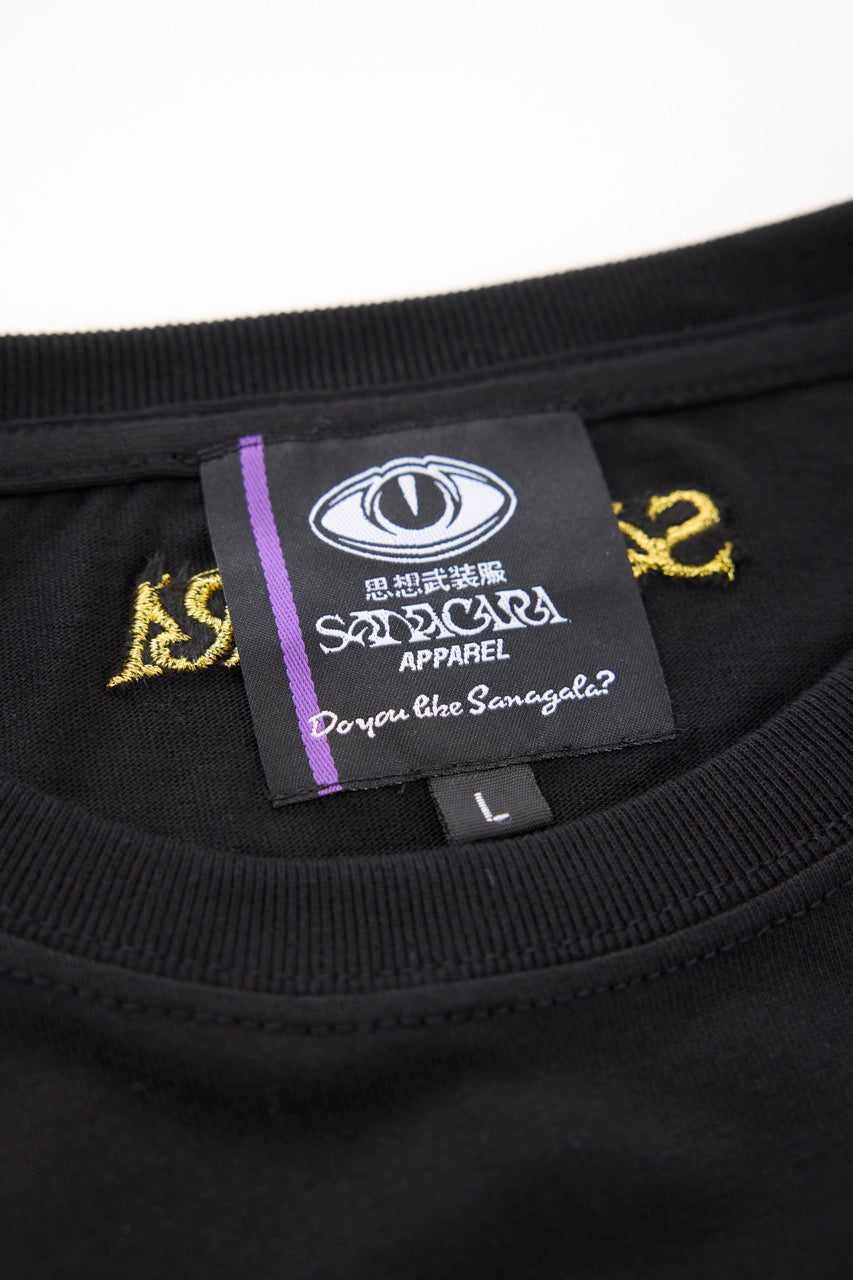 思想武装服
SANAGARA
APPAREL
Do you like Sanagala?
L